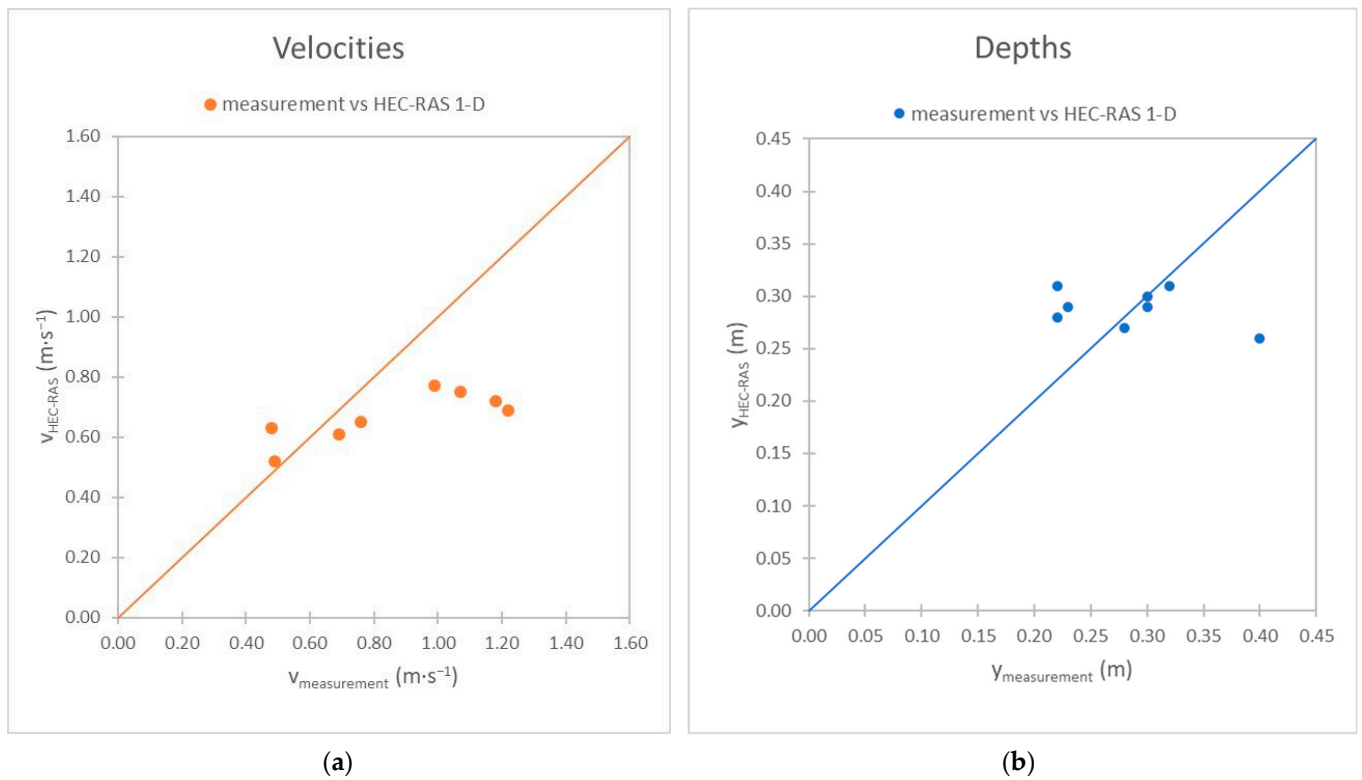 Velocities
measurement vs HEC-RAS 1-D
1.60
1.40
1.20
1.00
0.80
0.60
0.40
0.20
0.00
v_HEC-RAS (m·s⁻¹)
0.00 0.20 0.40 0.60 0.80 1.00 1.20 1.40 1.60
v_measurement (m·s⁻¹)
(a)
Depths
measurement vs HEC-RAS 1-D
0.45
0.40
0.35
0.30
0.25
0.20
0.15
0.10
0.05
0.00
y_HEC-RAS (m)
0.00 0.05 0.10 0.15 0.20 0.25 0.30 0.35 0.40 0.45
y_measurement (m)
(b)